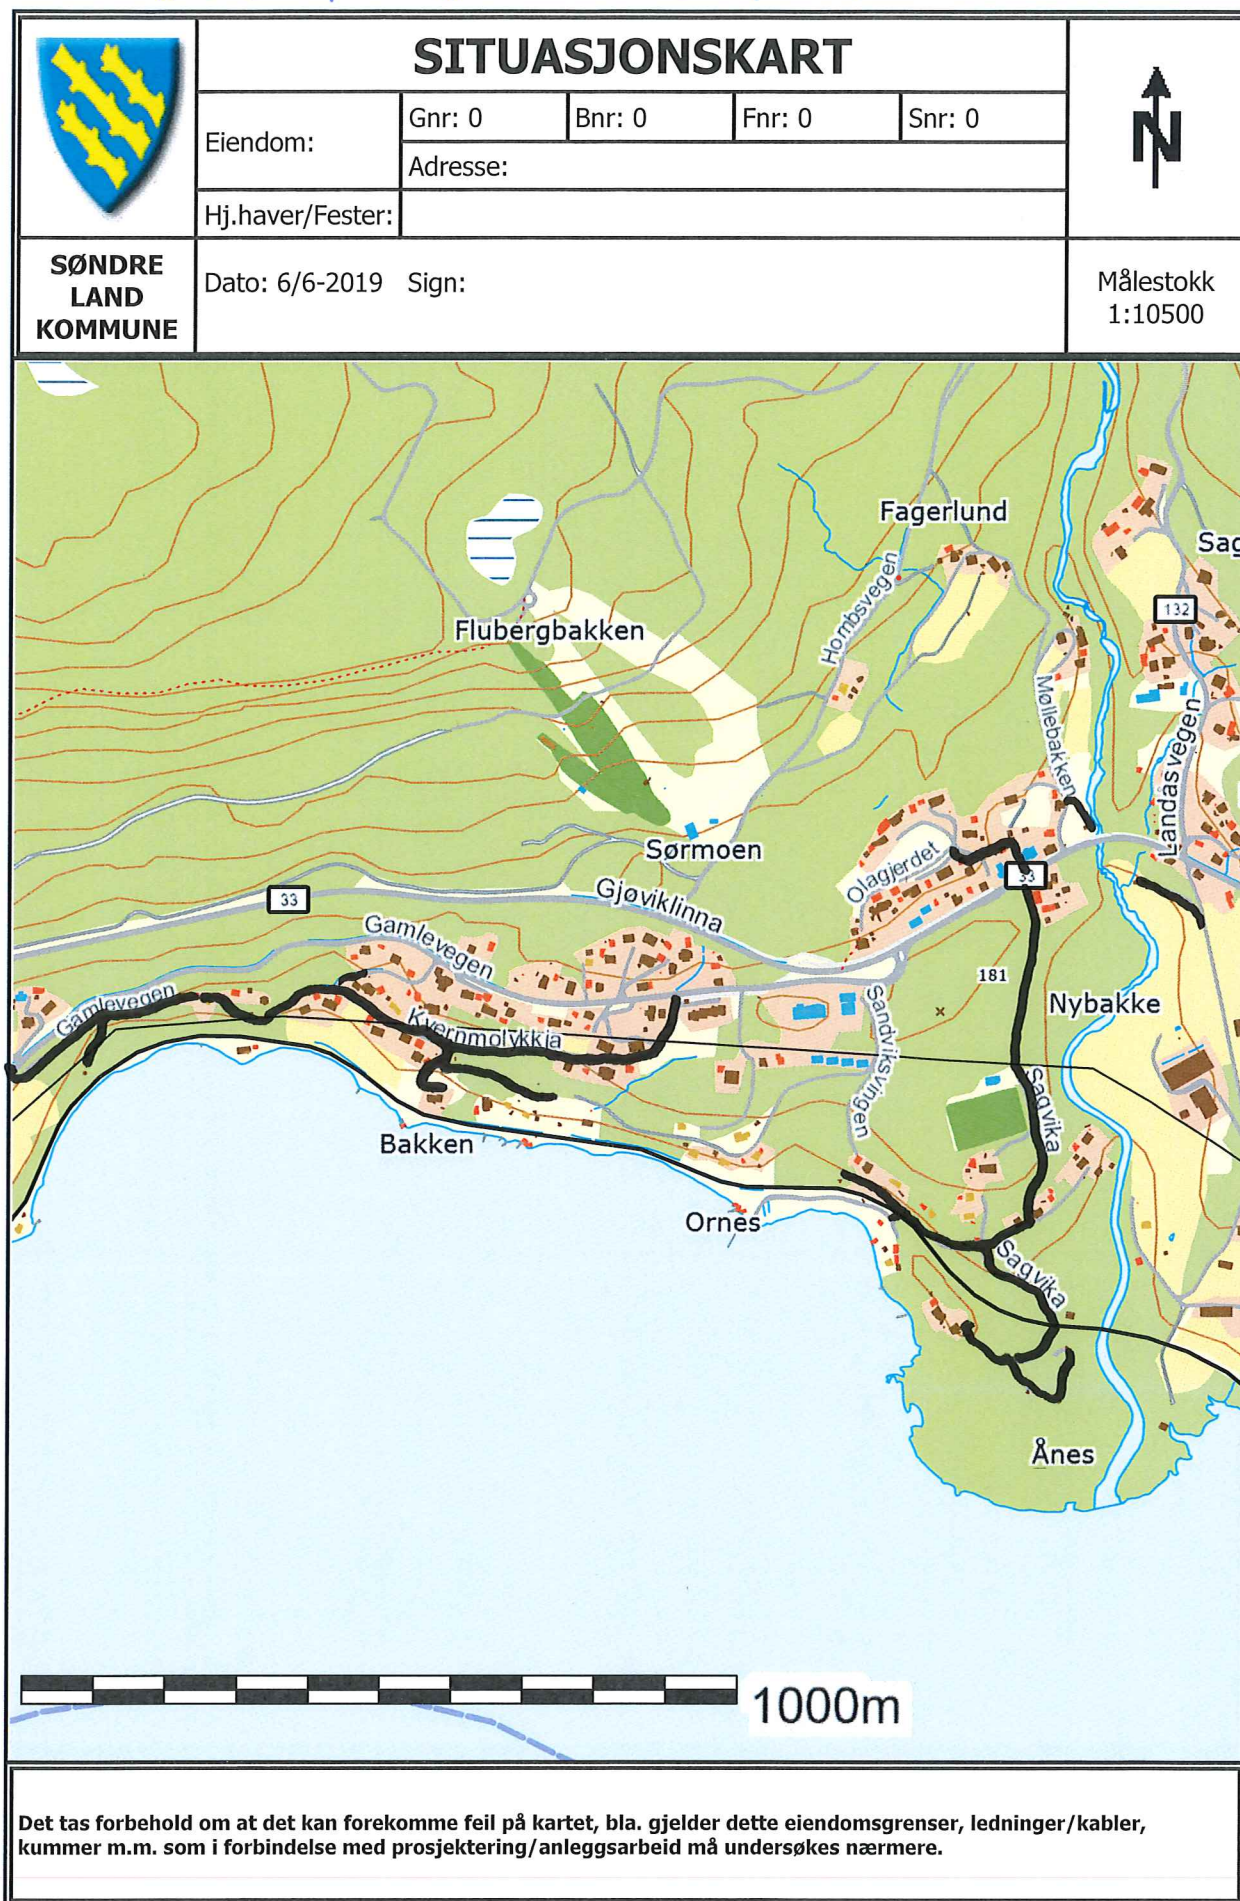 SITUASJONSKART
Eiendom:
Gnr: 0
Bnr: 0
Fnr: 0
Snr: 0
Adresse:
Hj.haver/Fester:
N
SØNDRE
LAND
KOMMUNE
Dato: 6/6-2019 Sign:
Målestokk
1:10500
Fagerlund
Sag
132
Hombsvegen
Flubergbakken
Møllebakken
Landåsvegen
Sørmoen
Olagjerdet
33
33
Gjøviklinna
Gamlevegen
181
Nybakke
Gamlevegen
Kvernmolykkja
Sandviksvingen
Sagvika
Bakken
Ornes
Sagvika
Ånes
1000m
Det tas forbehold om at det kan forekomme feil på kartet, bla. gjelder dette eiendomsgrenser, ledninger/kabler,
kummer m.m. som i forbindelse med prosjektering/anleggsarbeid må undersøkes nærmere.